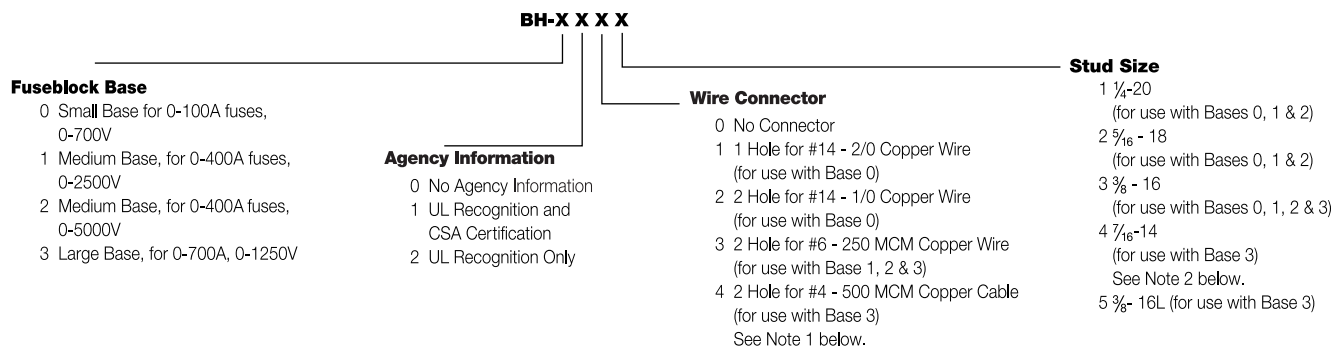 BH-X X X X
Fuseblock Base
0 Small Base for 0-100A fuses,
0-700V
1 Medium Base, for 0-400A fuses,
0-2500V
2 Medium Base, for 0-400A fuses,
0-5000V
3 Large Base, for 0-700A, 0-1250V
Agency Information
0 No Agency Information
1 UL Recognition and
CSA Certification
2 UL Recognition Only
Wire Connector
0 No Connector
1 1 Hole for #14 - 2/0 Copper Wire
(for use with Base 0)
2 2 Hole for #14 - 1/0 Copper Wire
(for use with Base 0)
3 2 Hole for #6 - 250 MCM Copper Wire
(for use with Base 1, 2 & 3)
4 2 Hole for #4 - 500 MCM Copper Cable
(for use with Base 3)
See Note 1 below.
Stud Size
1 1/4-20
(for use with Bases 0, 1 & 2)
2 5/16 - 18
(for use with Bases 0, 1 & 2)
3 3/8 - 16
(for use with Bases 0, 1, 2 & 3)
4 7/16-14
(for use with Base 3)
See Note 2 below.
5 3/8- 16L (for use with Base 3)